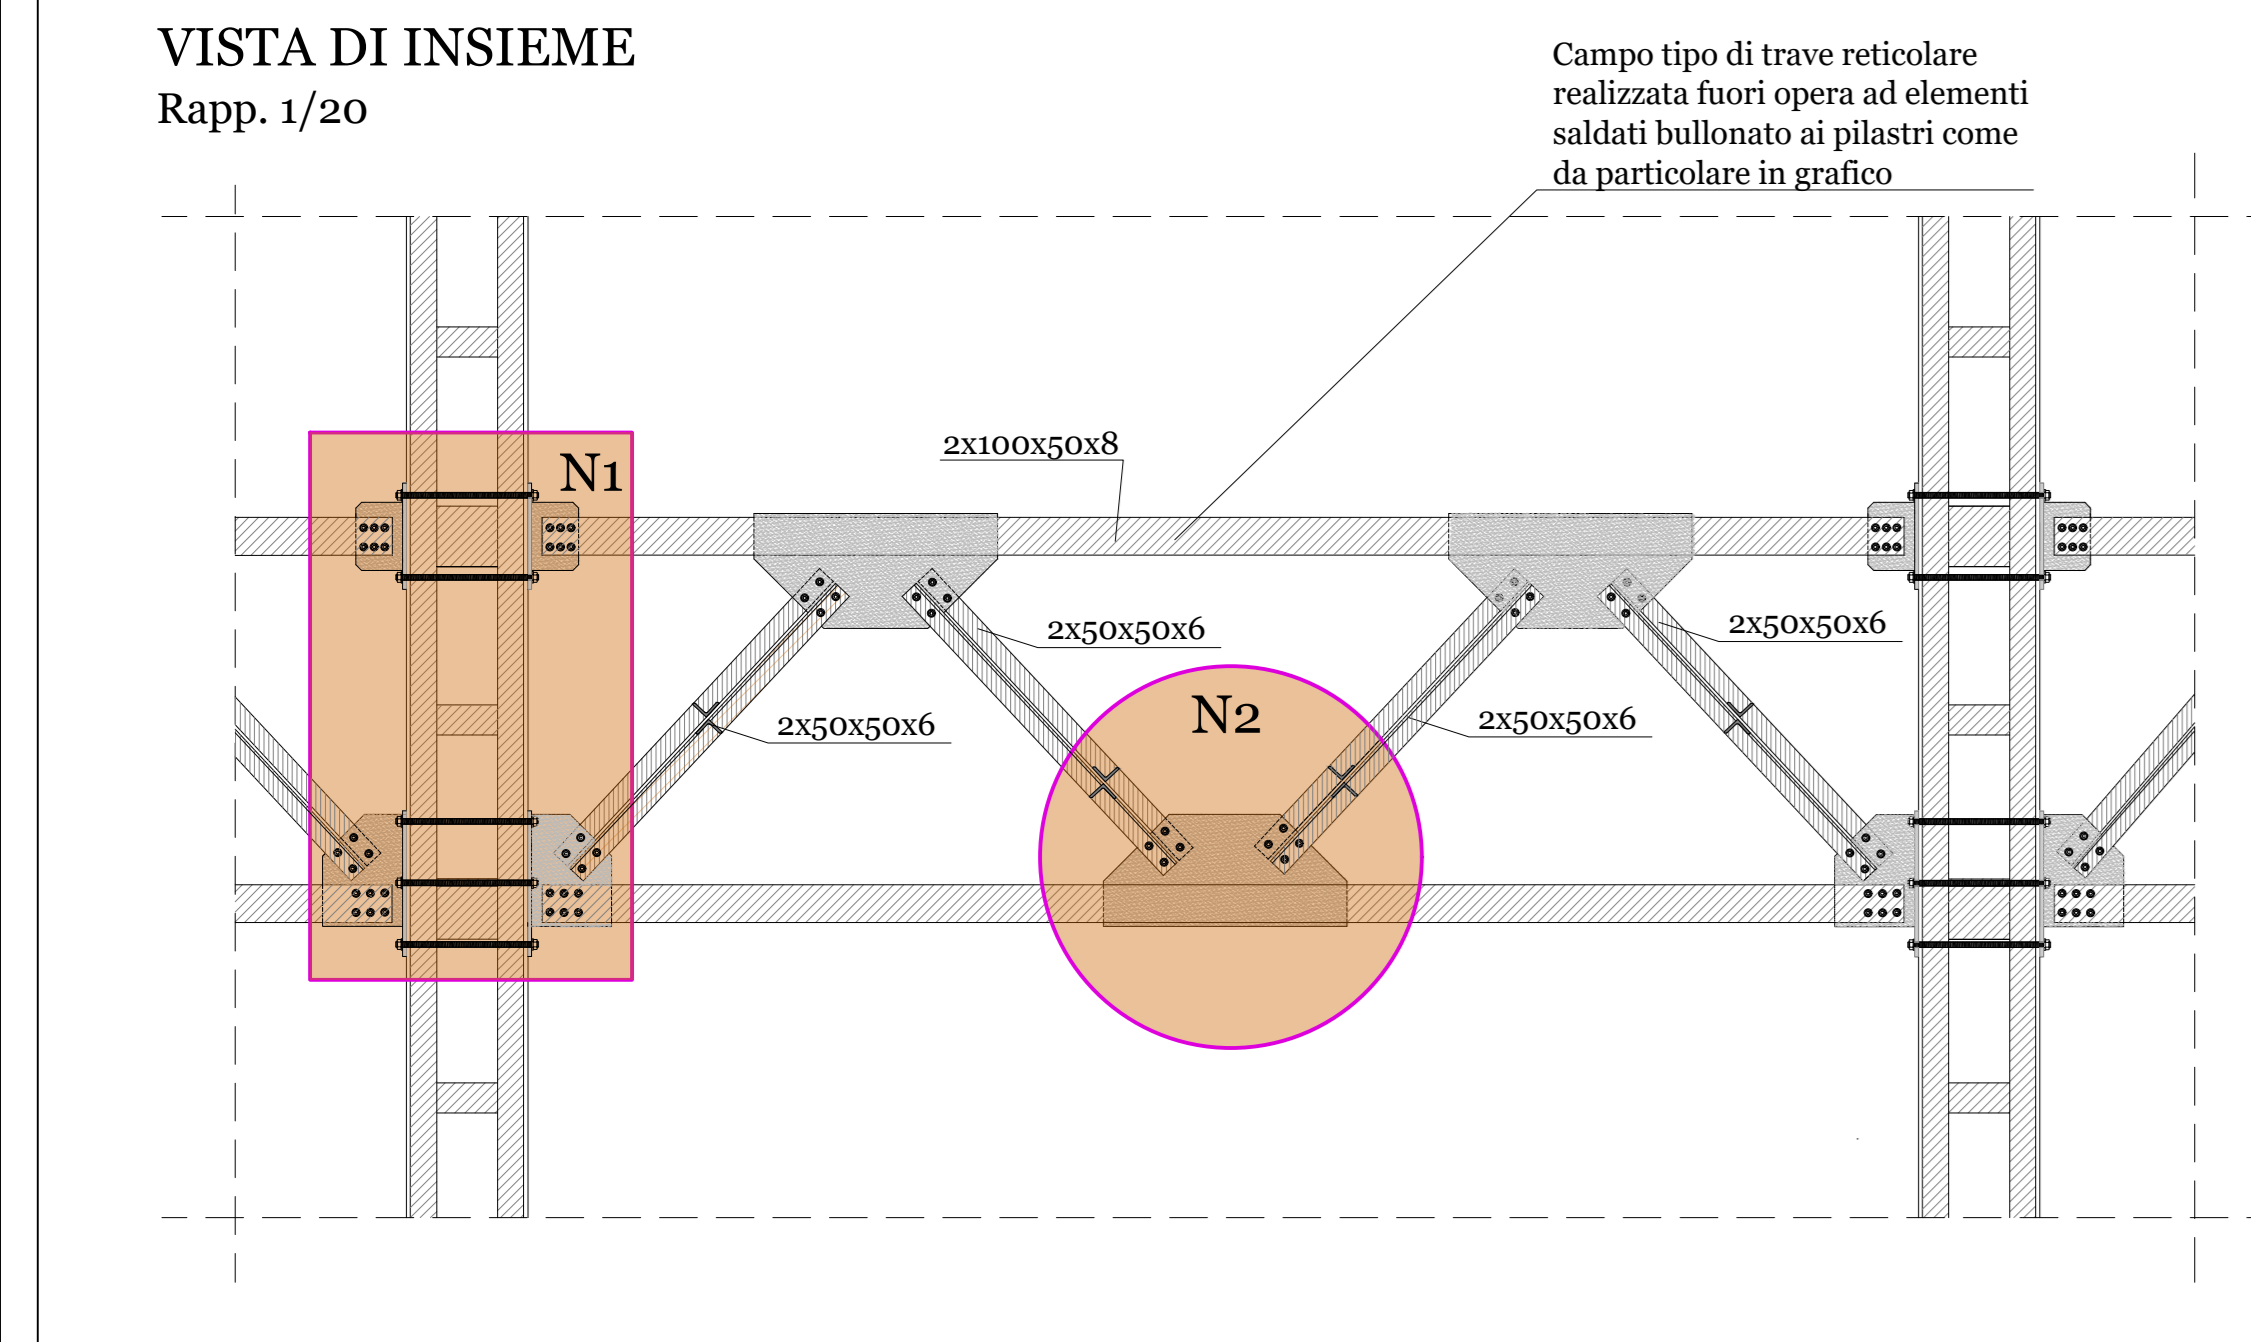 VISTA DI INSIEME
Rapp. 1/20
Campo tipo di trave reticolare
realizzata fuori opera ad elementi
saldati bullonato ai pilastri come
da particolare in grafico
2x100x50x8
N1
2x50x50x6
2x50x50x6
N2
2x50x50x6
2x50x50x6